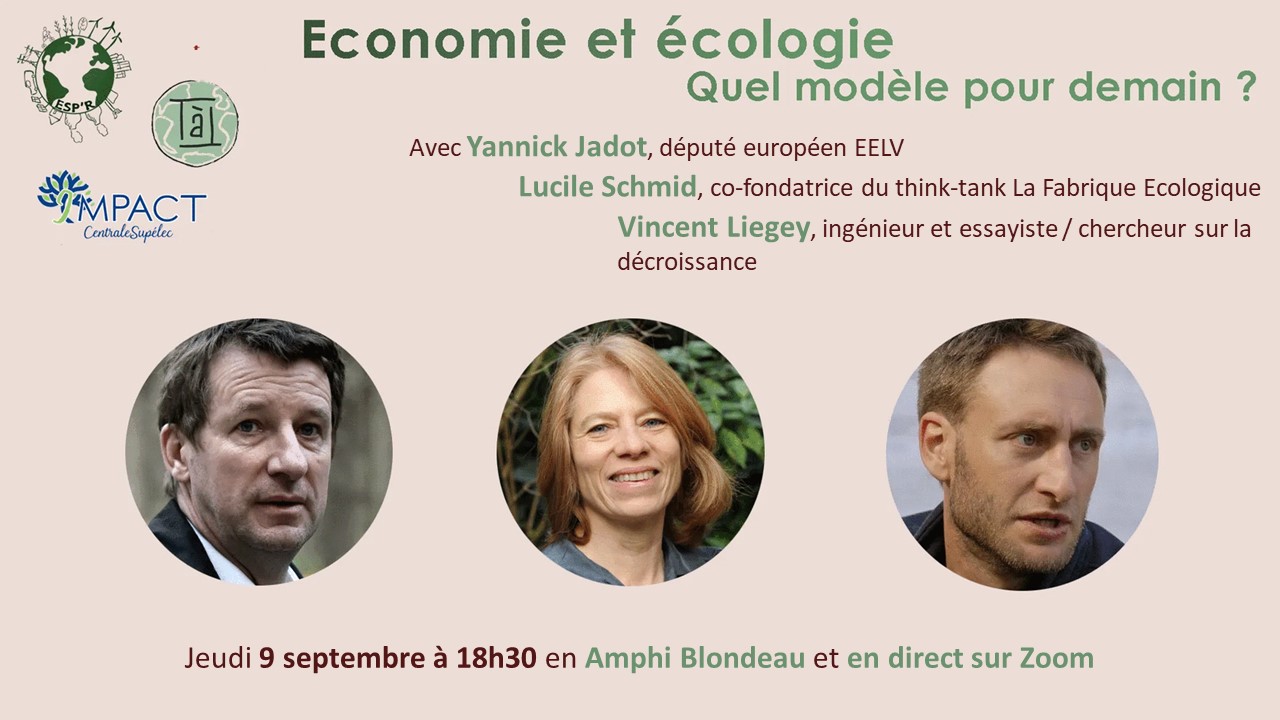 Economie et écologie
Quel modèle pour demain ?
ESP'R
Tàl
IMPACT
CentraleSupélec
Avec Yannick Jadot, député européen EELV
Lucile Schmid, co-fondatrice du think-tank La Fabrique Ecologique
Vincent Liegey, ingénieur et essayiste / chercheur sur la
décroissance
Jeudi 9 septembre à 18h30 en Amphi Blondeau et en direct sur Zoom